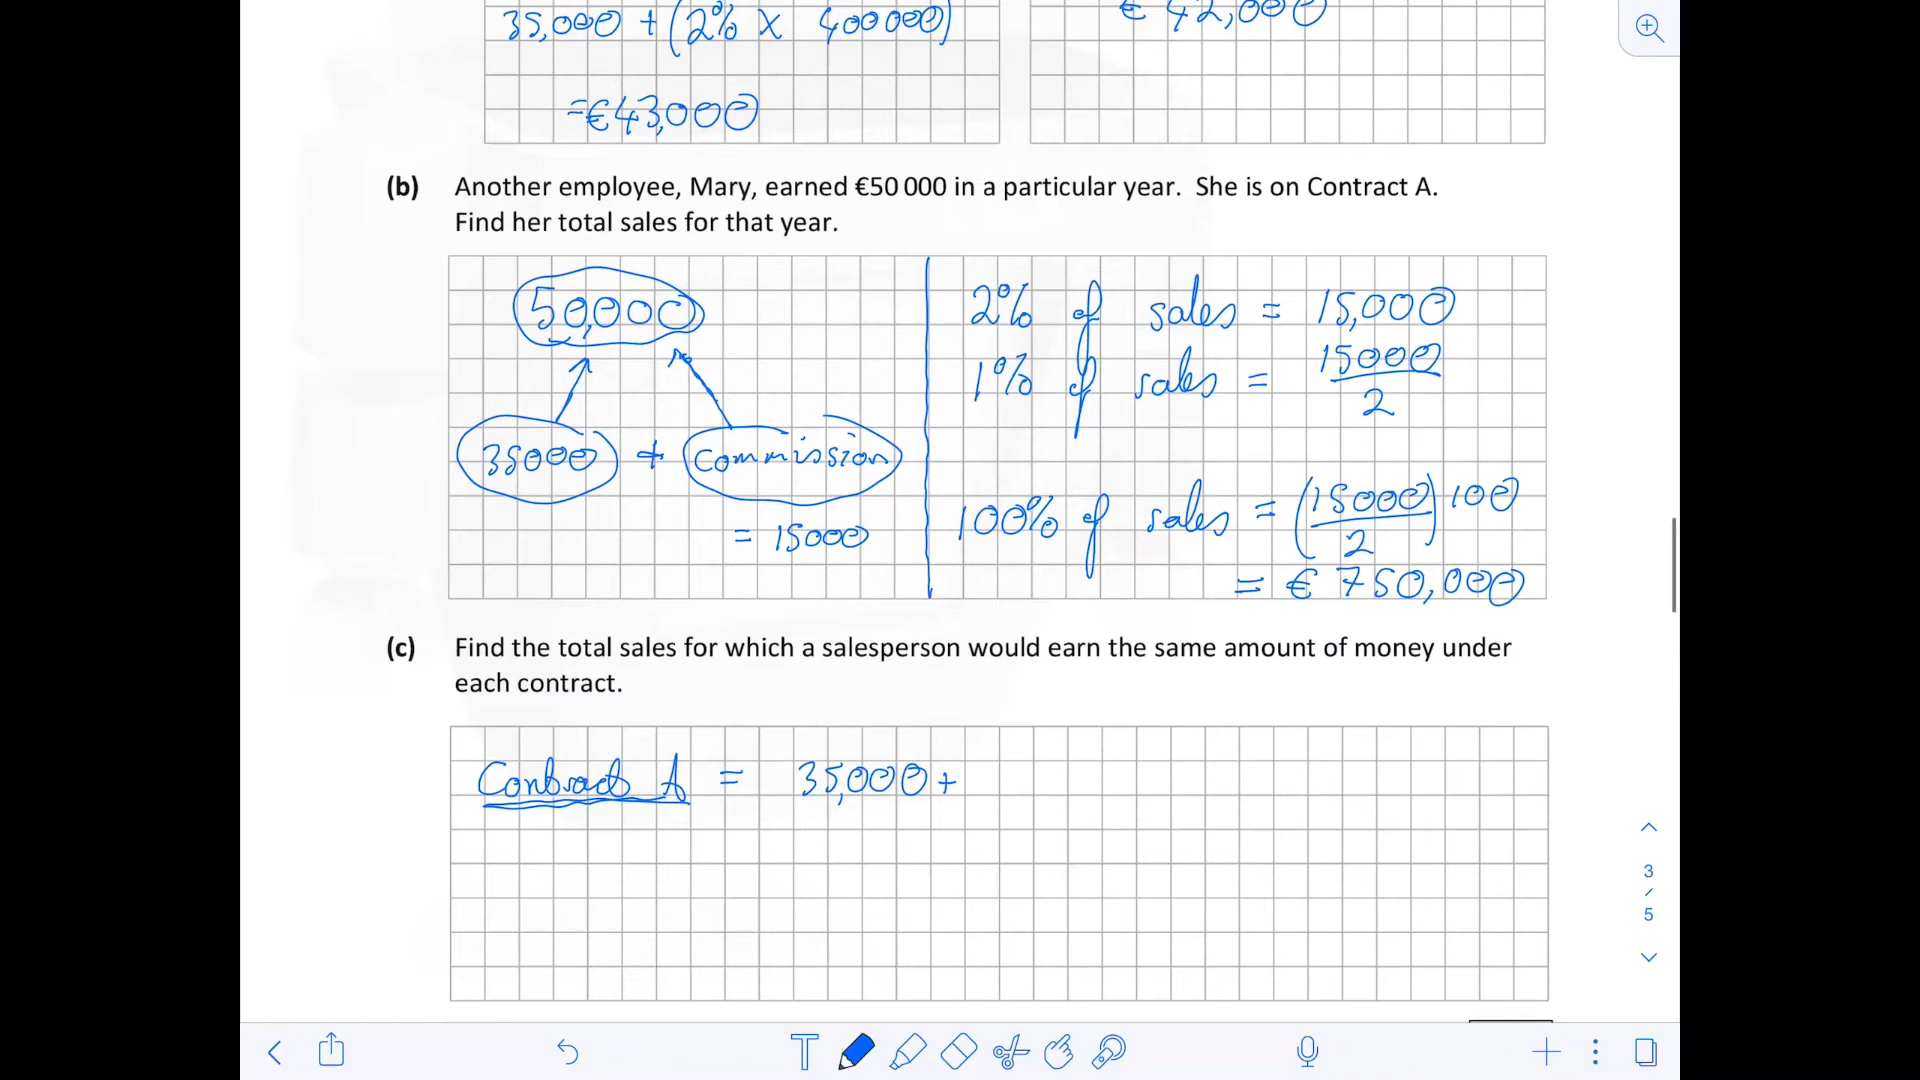 35,000 + (2% x 400000)
€ 42,000
=€43,000
(b) Another employee, Mary, earned €50 000 in a particular year. She is on Contract A.
Find her total sales for that year.
50,000
35000 + Commission
= 15000
2% of sales = 15,000
1% of sales = 15000/2
100% of sales = (15000/2) 100
= € 750,000
(c) Find the total sales for which a salesperson would earn the same amount of money under
each contract.
Contract A = 35,000 +
3
/
5
T